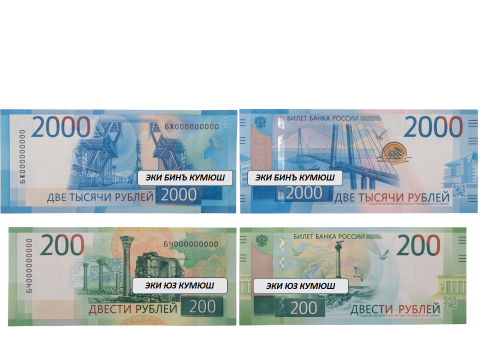 2000
БХ000000000
БХ000000000
ЭКИ БИНЪ КУМЮШ
ДВЕ ТЫСЯЧИ РУБЛЕЙ 2000
БИЛЕТ БАНКА РОССИИ
2000
ЭКИ БИНЪ КУМЮШ
2000 ДВЕ ТЫСЯЧИ РУБЛЕЙ
200
БЧ000000000
БЧ000000000
ЭКИ ЮЗ КУМЮШ
ДВЕСТИ РУБЛЕЙ 200
БИЛЕТ БАНКА РОССИИ
200
ЭКИ ЮЗ КУМЮШ
200 ДВЕСТИ РУБЛЕЙ